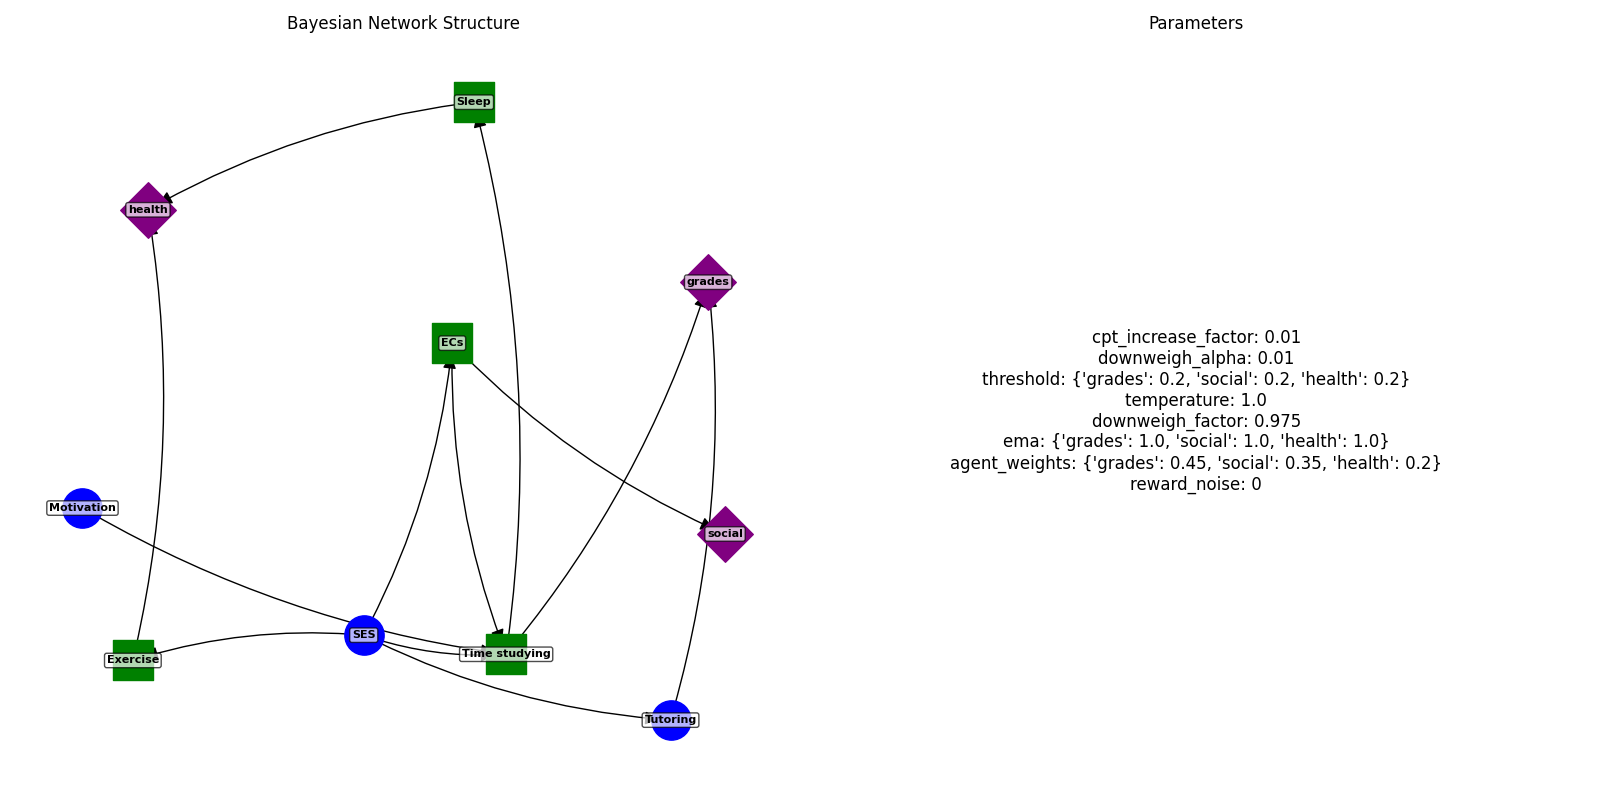 Bayesian Network Structure
Parameters
Sleep
health
grades
ECs
Motivation
social
SES
Time studying
Exercise
Tutoring
cpt_increase_factor: 0.01
downweigh_alpha: 0.01
threshold: {'grades': 0.2, 'social': 0.2, 'health': 0.2}
temperature: 1.0
downweigh_factor: 0.975
ema: {'grades': 1.0, 'social': 1.0, 'health': 1.0}
agent_weights: {'grades': 0.45, 'social': 0.35, 'health': 0.2}
reward_noise: 0